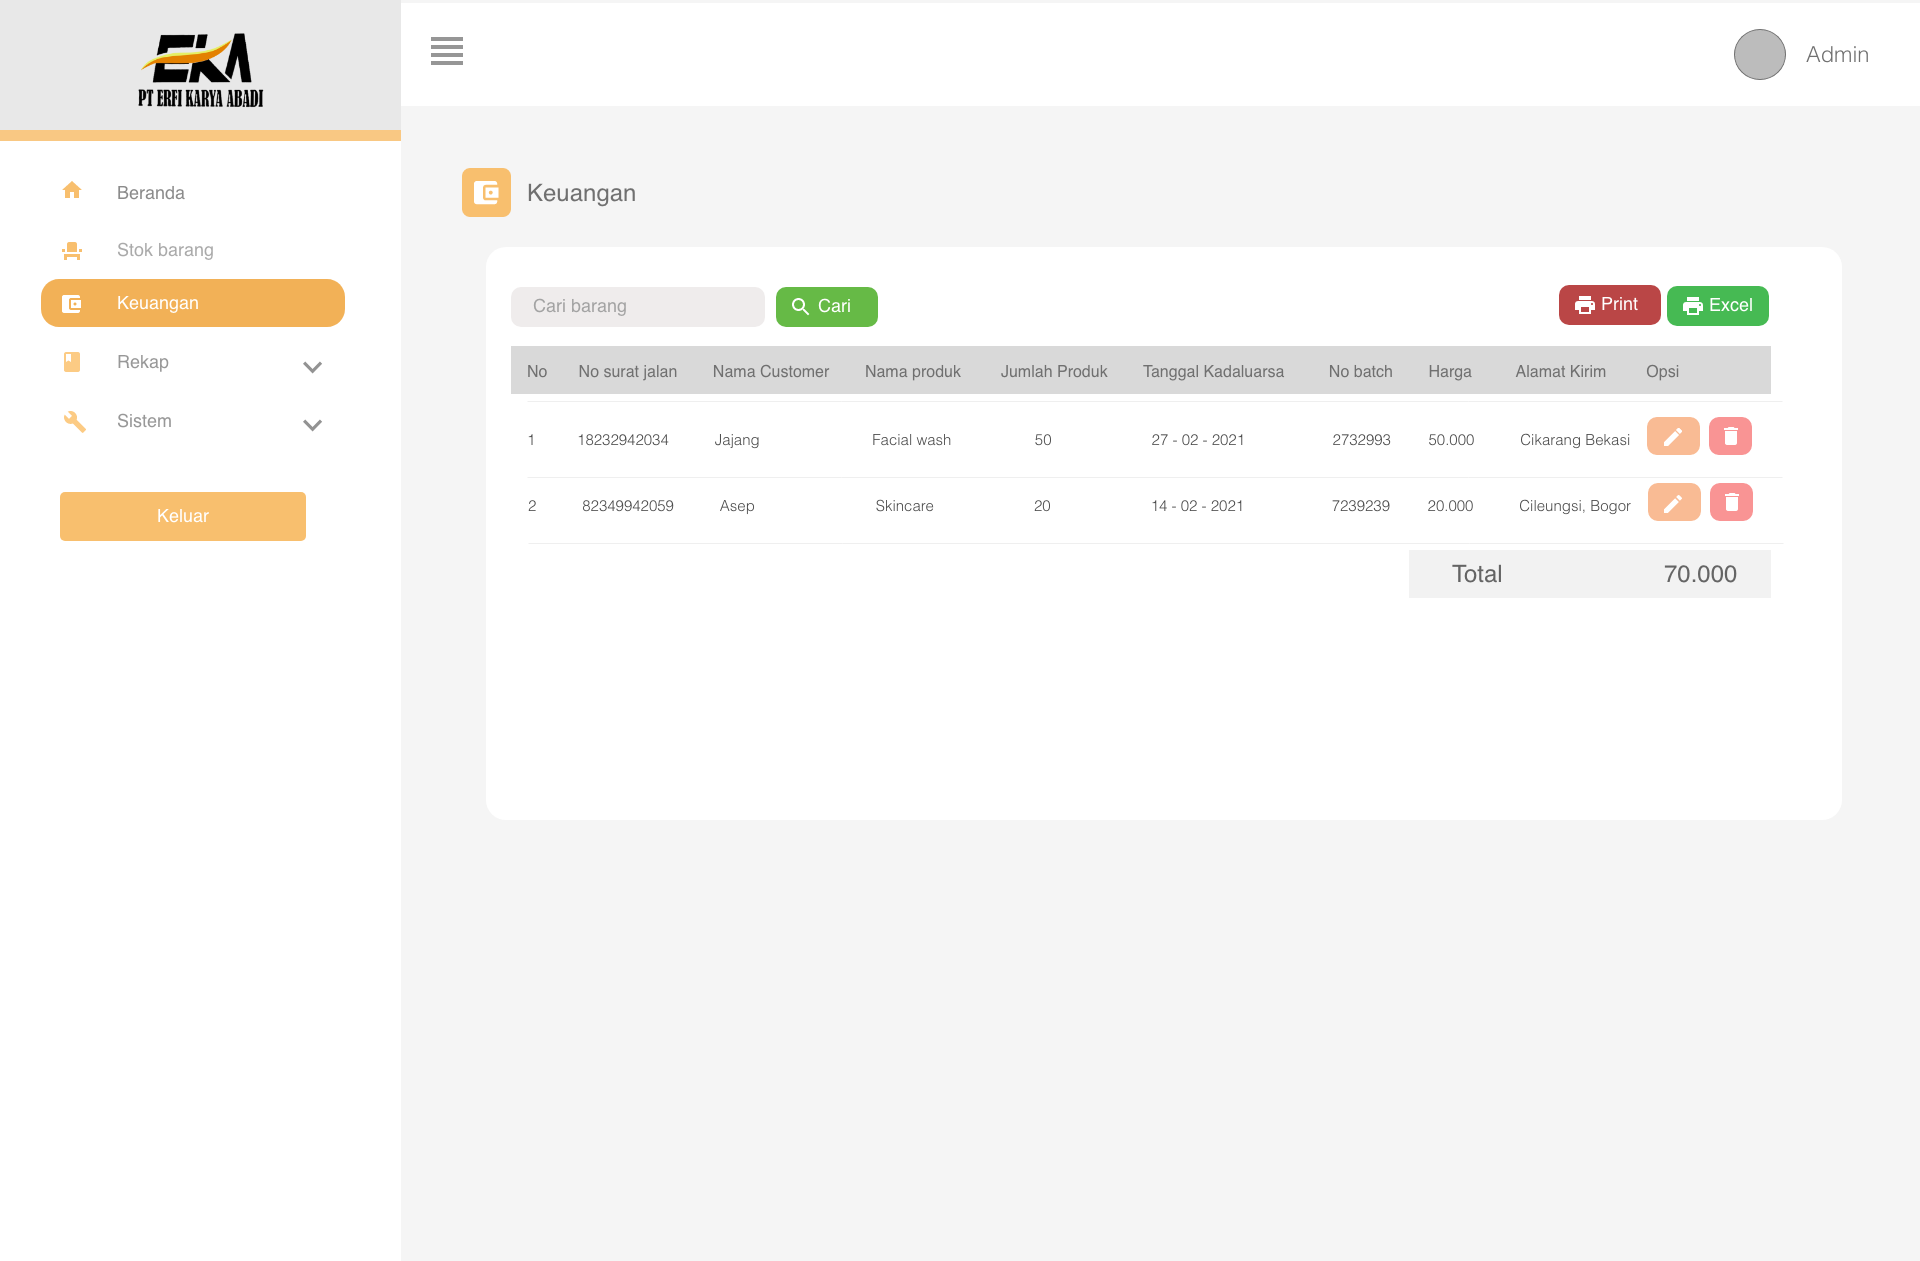 EKA
PT ERFI KARYA ABADI
Admin
Beranda
Stok barang
Keuangan
Rekap
Sistem
Keluar
Keuangan
Cari barang Cari Print Excel
No No surat jalan Nama Customer Nama produk Jumlah Produk Tanggal Kadaluarsa No batch Harga Alamat Kirim Opsi
1 18232942034 Jajang Facial wash 50 27 - 02 - 2021 2732993 50.000 Cikarang Bekasi
2 82349942059 Asep Skincare 20 14 - 02 - 2021 7239239 20.000 Cileungsi, Bogor
Total 70.000